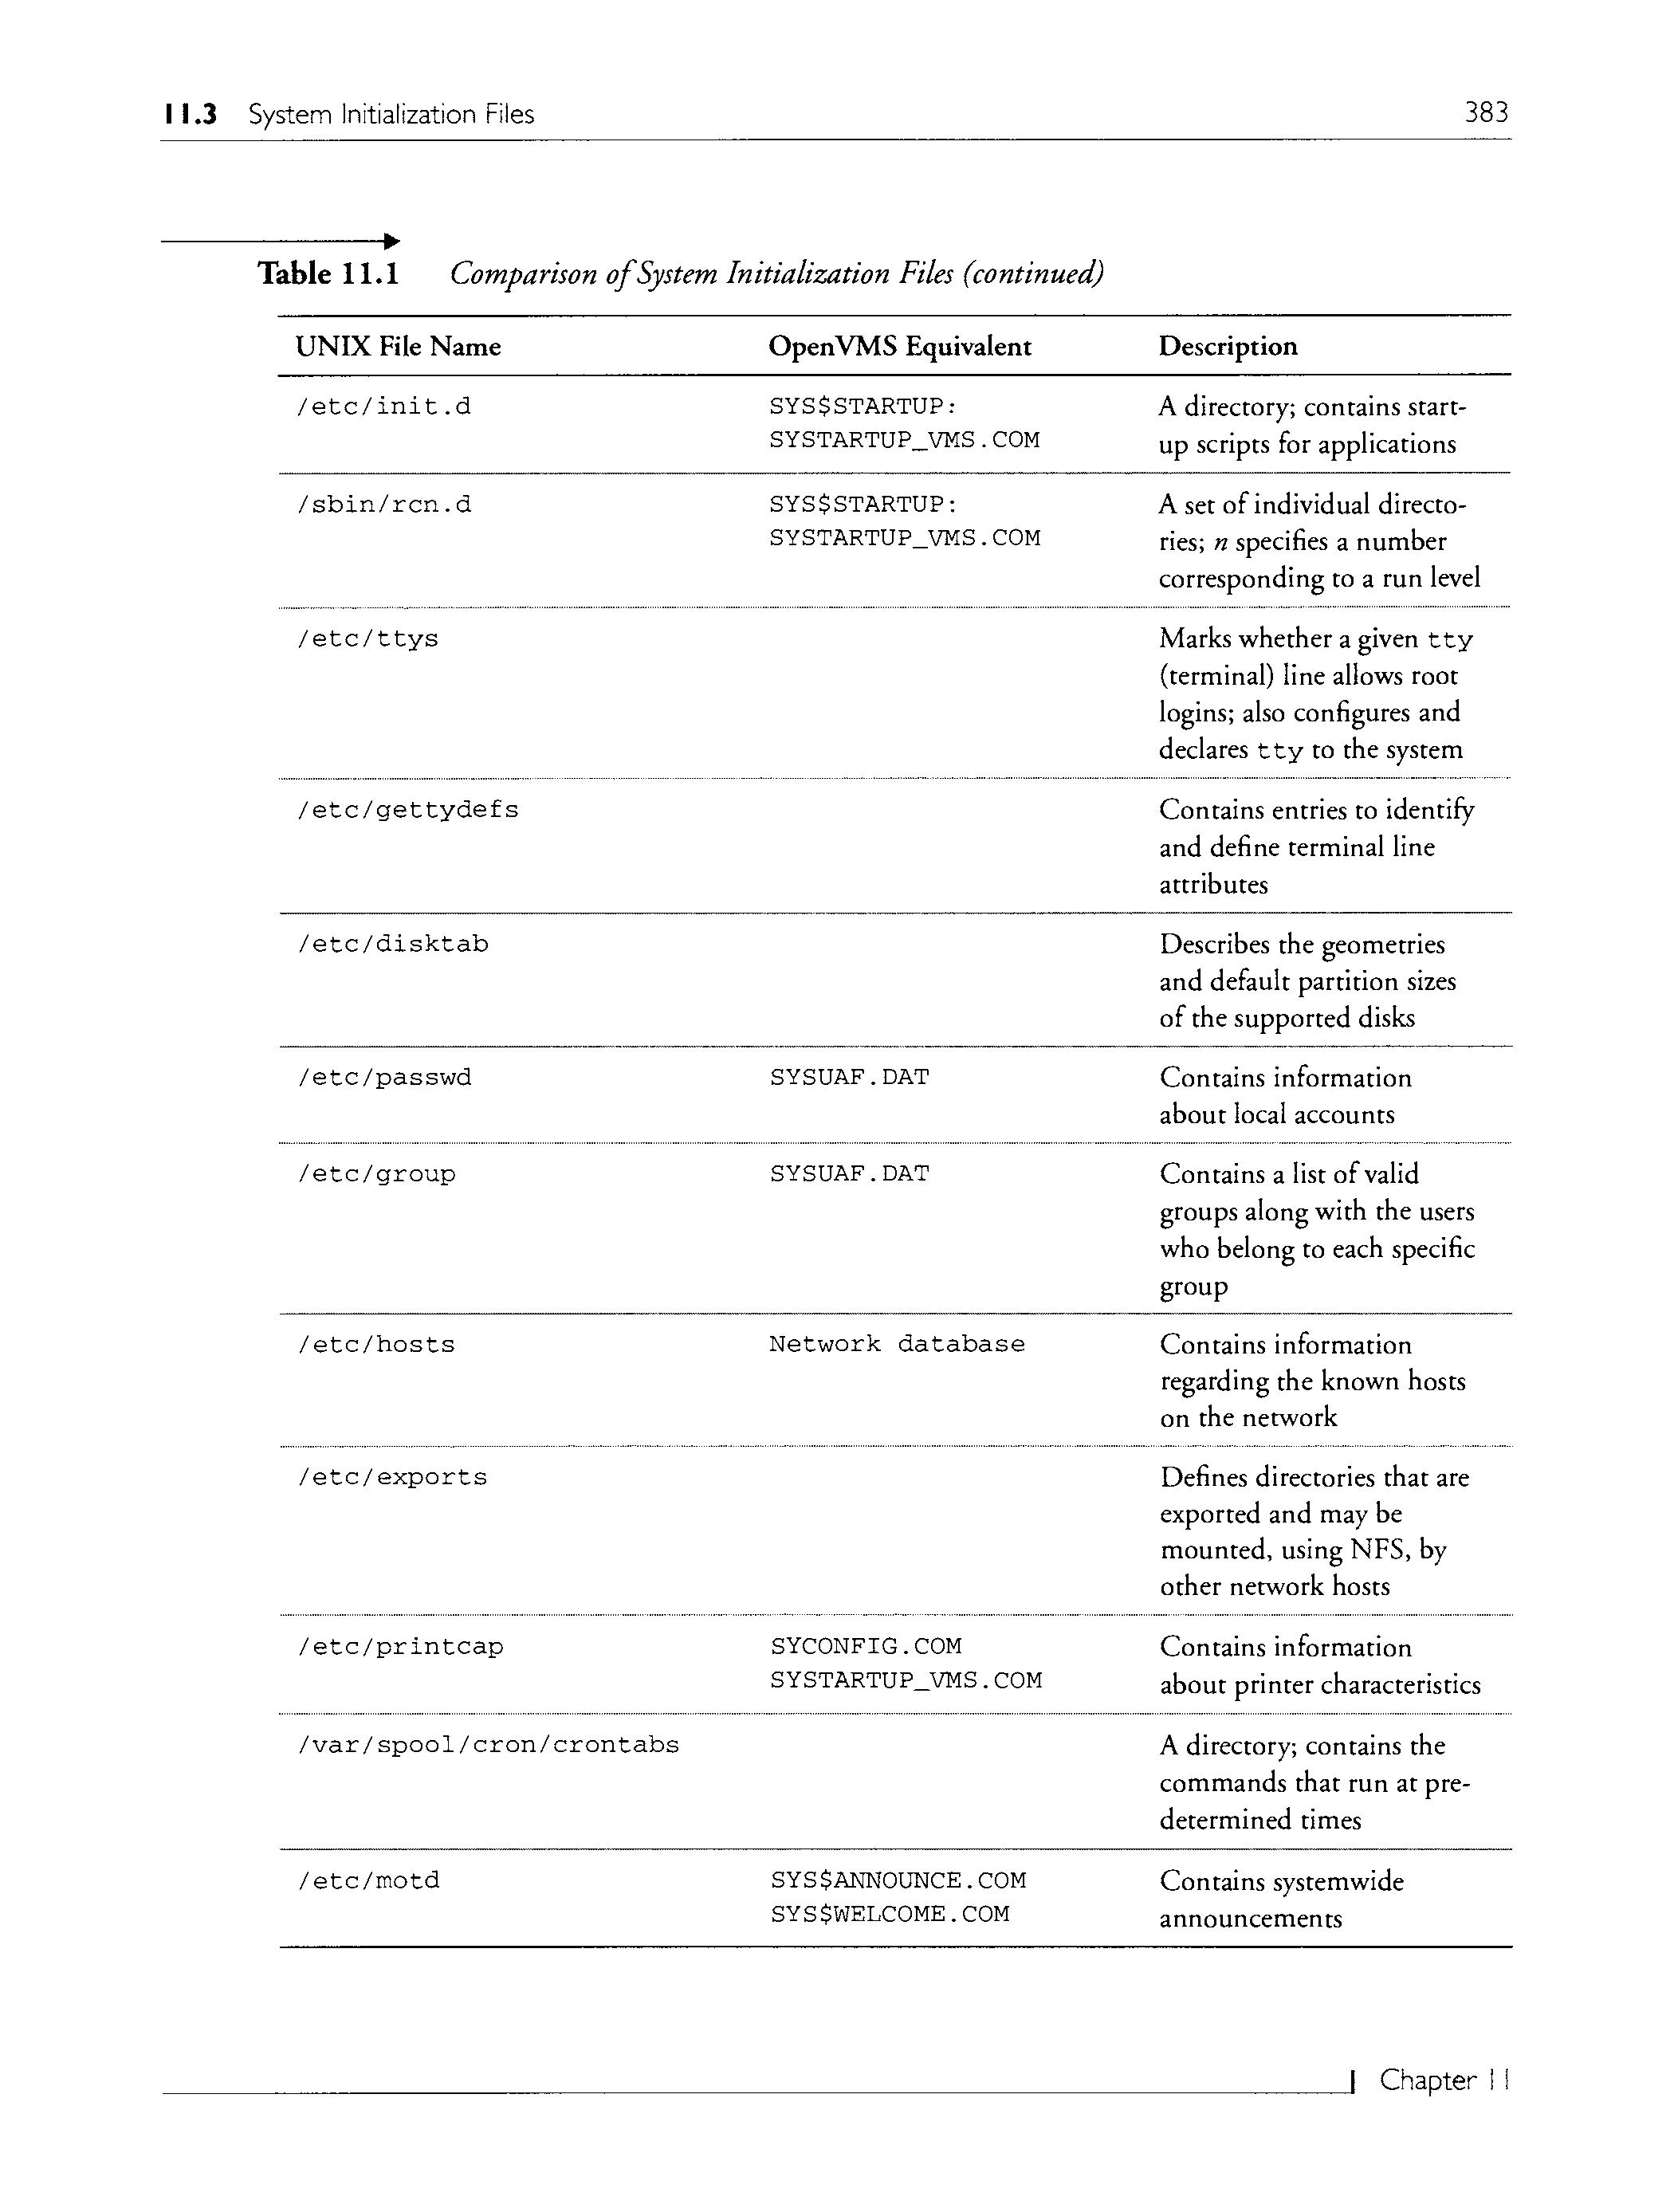 11.3 System Initialization Files 383
Table 11.1 Comparison of System Initialization Files (continued)
UNIX File Name OpenVMS Equivalent Description
/etc/init.d SYS$STARTUP: A directory; contains start-
SYSTARTUP_VMS.COM up scripts for applications
/sbin/rcn.d SYS$STARTUP: A set of individual directo-
SYSTARTUP_VMS.COM ries; n specifies a number
corresponding to a run level
/etc/ttys Marks whether a given tty
(terminal) line allows root
logins; also configures and
declares tty to the system
/etc/gettydefs Contains entries to identify
and define terminal line
attributes
/etc/disktab Describes the geometries
and default partition sizes
of the supported disks
/etc/passwd SYSUAF.DAT Contains information
about local accounts
/etc/group SYSUAF.DAT Contains a list of valid
groups along with the users
who belong to each specific
group
/etc/hosts Network database Contains information
regarding the known hosts
on the network
/etc/exports Defines directories that are
exported and may be
mounted, using NFS, by
other network hosts
/etc/printcap SYCONFIG.COM Contains information
SYSTARTUP_VMS.COM about printer characteristics
/var/spool/cron/crontabs A directory; contains the
commands that run at pre-
determined times
/etc/motd SYS$ANNOUNCE.COM Contains systemwide
SYS$WELCOME.COM announcements
Chapter 11